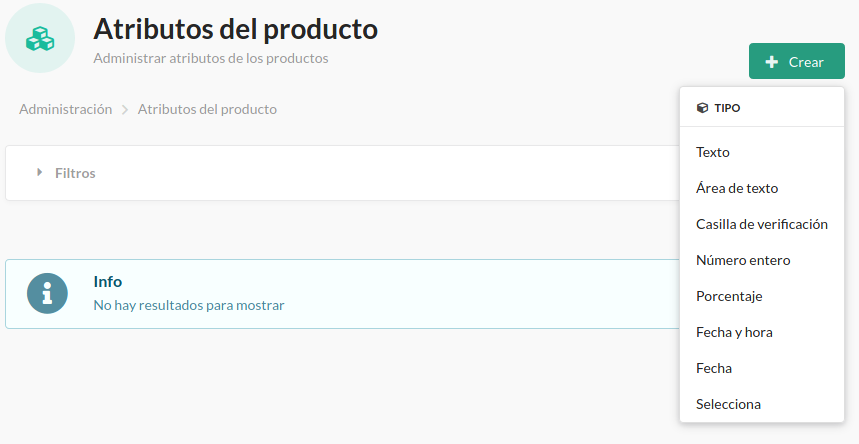 Atributos del producto
Administrar atributos de los productos
Crear
Administración
Atributos del producto
TIPO
Texto
Área de texto
Casilla de verificación
Número entero
Porcentaje
Fecha y hora
Fecha
Selecciona
Filtros
Info
No hay resultados para mostrar